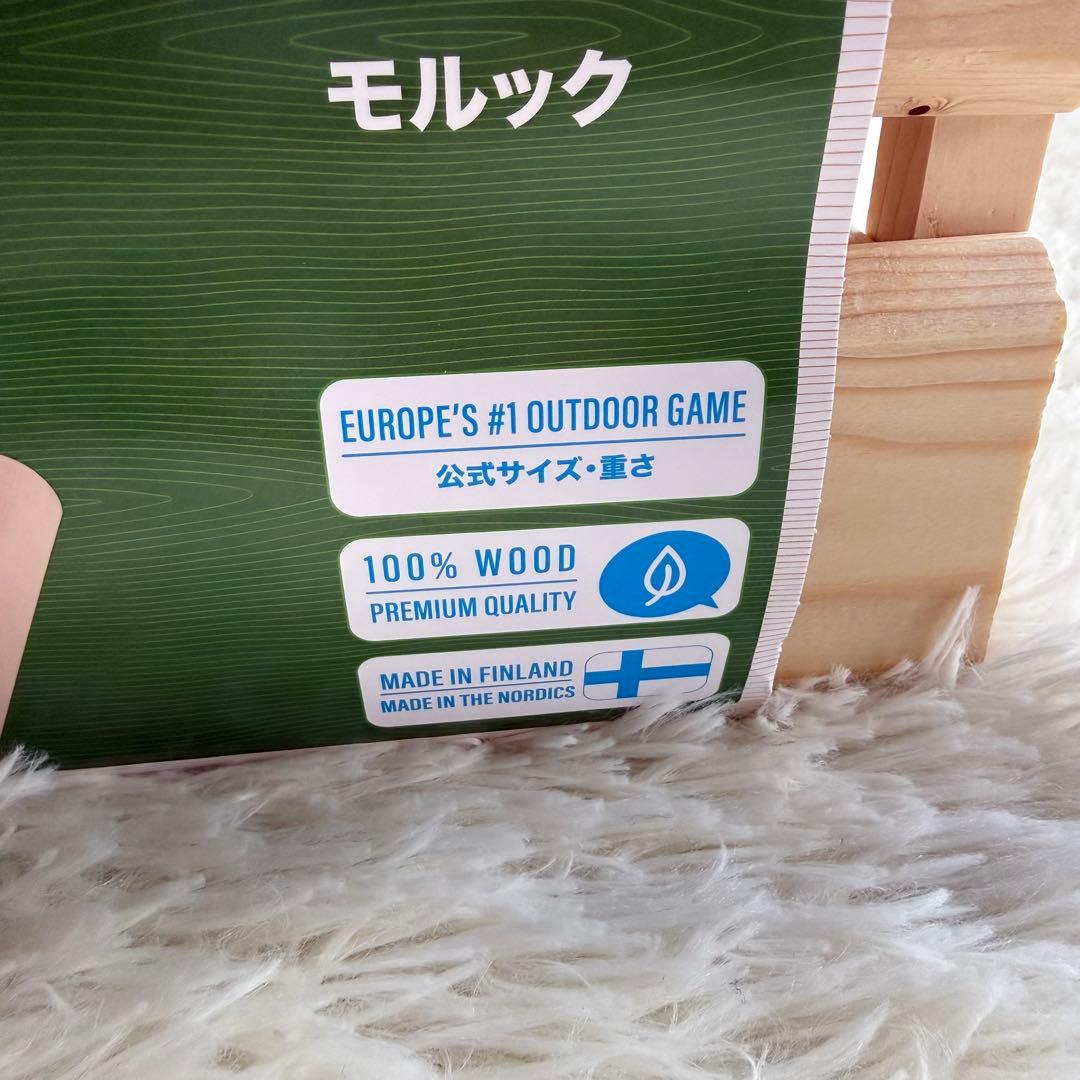 モルック
EUROPE'S #1 OUTDOOR GAME
公式サイズ・重さ
100% WOOD
PREMIUM QUALITY
MADE IN FINLAND
MADE IN THE NORDICS